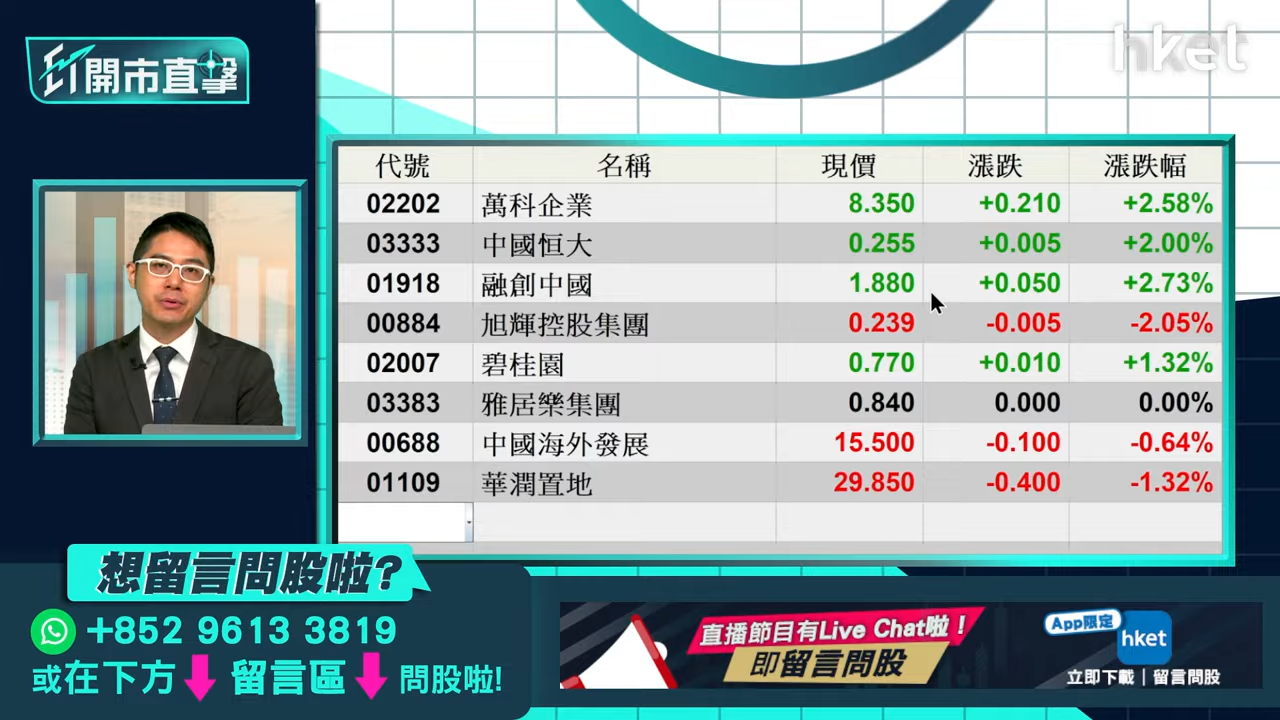 ET開市直擊
hket
代號 名稱 現價 漲跌 漲跌幅
02202 萬科企業 8.350 +0.210 +2.58%
03333 中國恒大 0.255 +0.005 +2.00%
01918 融創中國 1.880 +0.050 +2.73%
00884 旭輝控股集團 0.239 -0.005 -2.05%
02007 碧桂園 0.770 +0.010 +1.32%
03383 雅居樂集團 0.840 0.000 0.00%
00688 中國海外發展 15.500 -0.100 -0.64%
01109 華潤置地 29.850 -0.400 -1.32%
想留言問股啦?
+852 9613 3819
或在下方 留言區 問股啦!
直播節目有Live Chat啦！
即留言問股
App限定
hket
立即下載｜留言問股